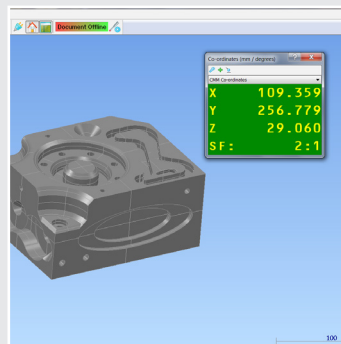 Document Offline
Co-ordinates (mm / degrees)
CMM Co-ordinates
X 109.359
Y 256.779
Z 29.060
SF: 2:1
100